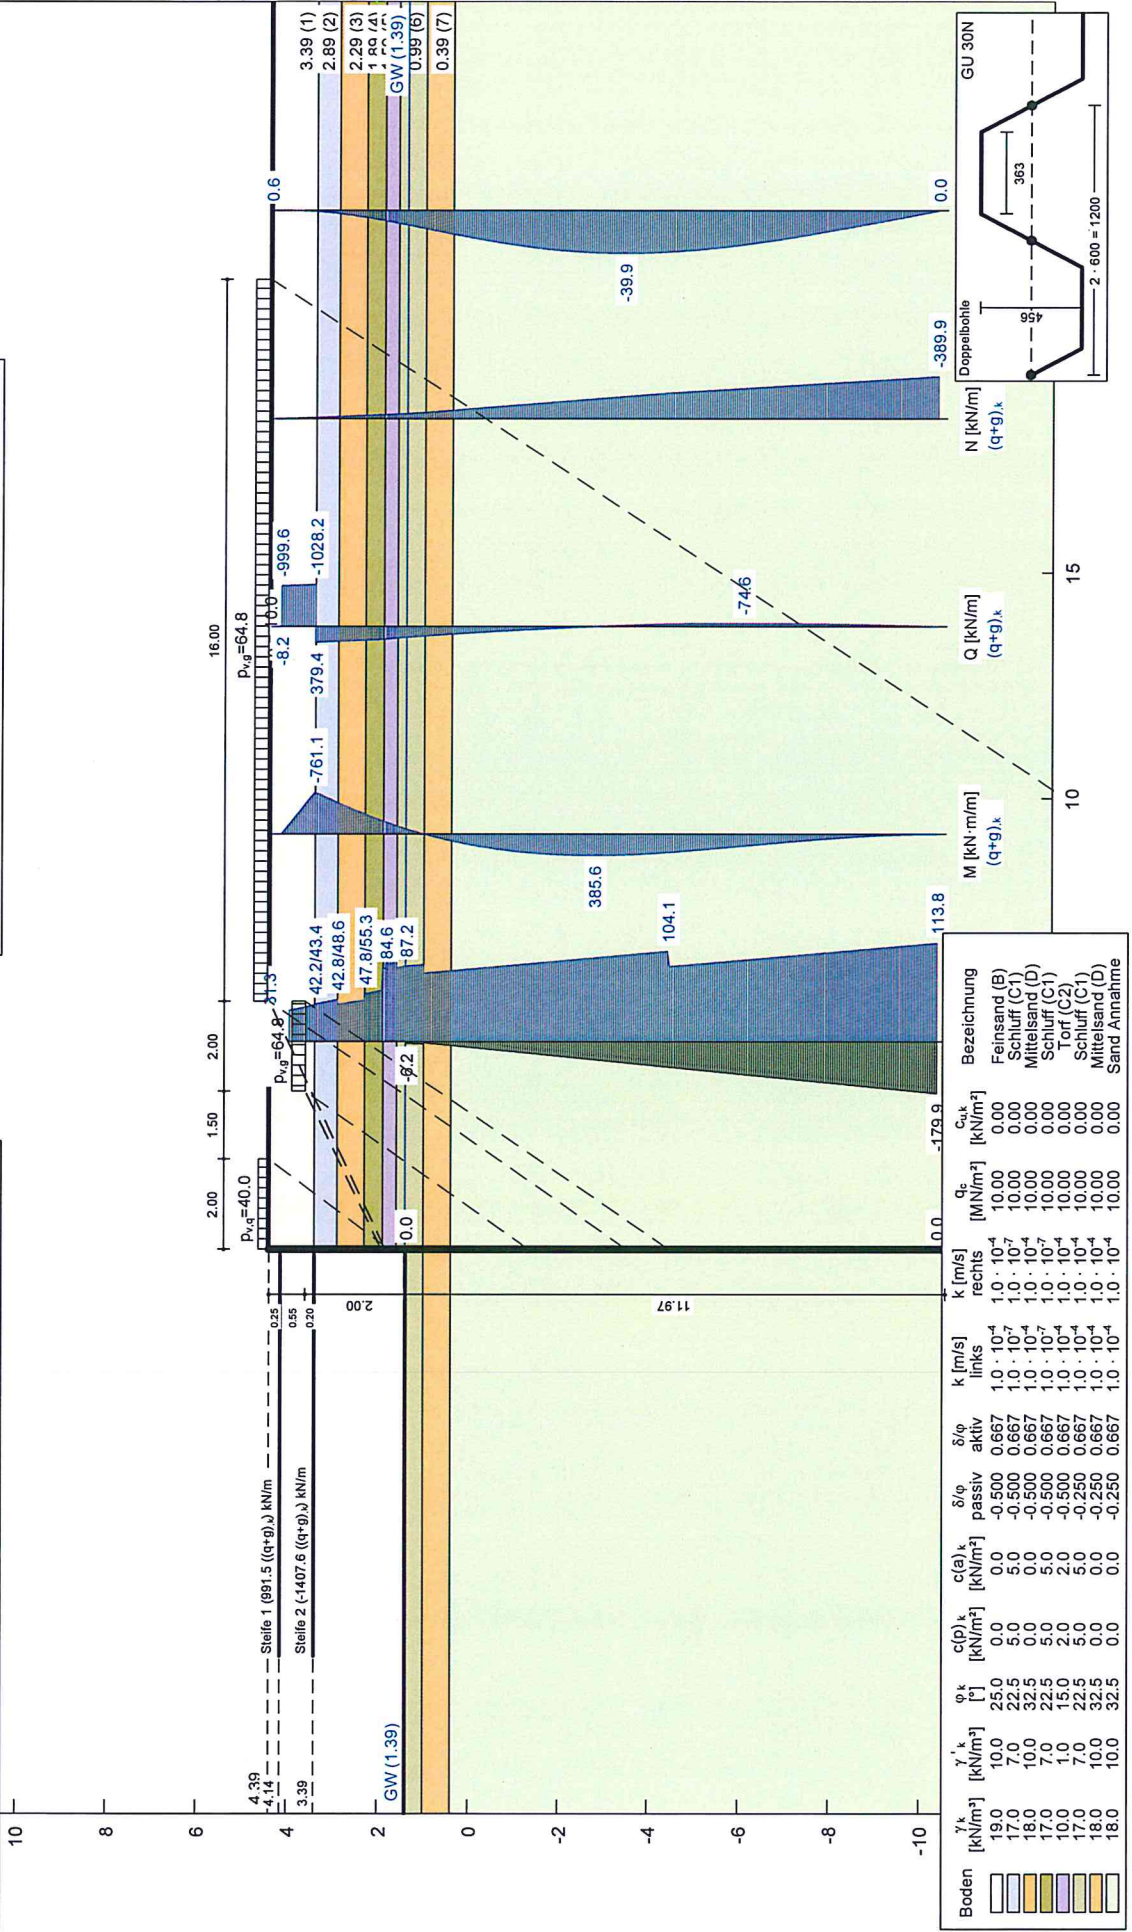 10
8
6
4
2
0
-2
-4
-6
-8
-10
4.39
4.14
3.39
Steife 1 (991.5 ((q+g),k) kN/m
Steife 2 (-1407.6 ((q+g),k) kN/m
GW (1.39)
0.25
0.55
0.20
2.00
11.97
2.00
1.50
2.00
16.00
pv,q=40.0
pv,g=64.8
pv,g=64.8
0.0
0.0
42.2/43.4
42.8/48.6
47.8/55.3
84.6
87.2
104.1
113.8
-179.9
-761.1
385.6
M [kN·m/m]
(q+g),k
-8.2
-999.6
379.4
-1028.2
-74.6
Q [kN/m]
(q+g),k
-389.9
N [kN/m]
(q+g),k
0.6
-39.9
0.0
3.39 (1)
2.89 (2)
2.29 (3)
GW (1.39)
0.99 (6)
0.39 (7)
10
15
Doppelbohle
GU 30N
456
363
2 · 600 = 1200
Boden γk [kN/m³] γ'k [kN/m³] φk [°] c(p)k [kN/m²] c(a)k [kN/m²] δ/φ passiv δ/φ aktiv k [m/s] links k [m/s] rechts qc [MN/m²] cu,k [kN/m²] Bezeichnung
19.0 10.0 25.0 0.0 0.0 -0.500 0.667 1.0 · 10⁻⁴ 1.0 · 10⁻⁴ 10.00 0.00 Feinsand (B)
17.0 7.0 22.5 5.0 5.0 -0.500 0.667 1.0 · 10⁻⁷ 1.0 · 10⁻⁷ 10.00 0.00 Schluff (C1)
18.0 10.0 32.5 0.0 0.0 -0.500 0.667 1.0 · 10⁻⁴ 1.0 · 10⁻⁴ 10.00 0.00 Mittelsand (D)
17.0 7.0 22.5 5.0 5.0 -0.500 0.667 1.0 · 10⁻⁷ 1.0 · 10⁻⁷ 10.00 0.00 Schluff (C1)
10.0 1.0 15.0 2.0 2.0 -0.500 0.667 1.0 · 10⁻⁴ 1.0 · 10⁻⁴ 10.00 0.00 Torf (C2)
17.0 7.0 22.5 5.0 5.0 -0.250 0.667 1.0 · 10⁻⁴ 1.0 · 10⁻⁴ 10.00 0.00 Schluff (C1)
18.0 10.0 32.5 0.0 0.0 -0.250 0.667 1.0 · 10⁻⁴ 1.0 · 10⁻⁴ 10.00 0.00 Mittelsand (D)
18.0 10.0 32.5 0.0 0.0 -0.250 0.667 1.0 · 10⁻⁴ 1.0 · 10⁻⁴ 10.00 0.00 Sand Annahme